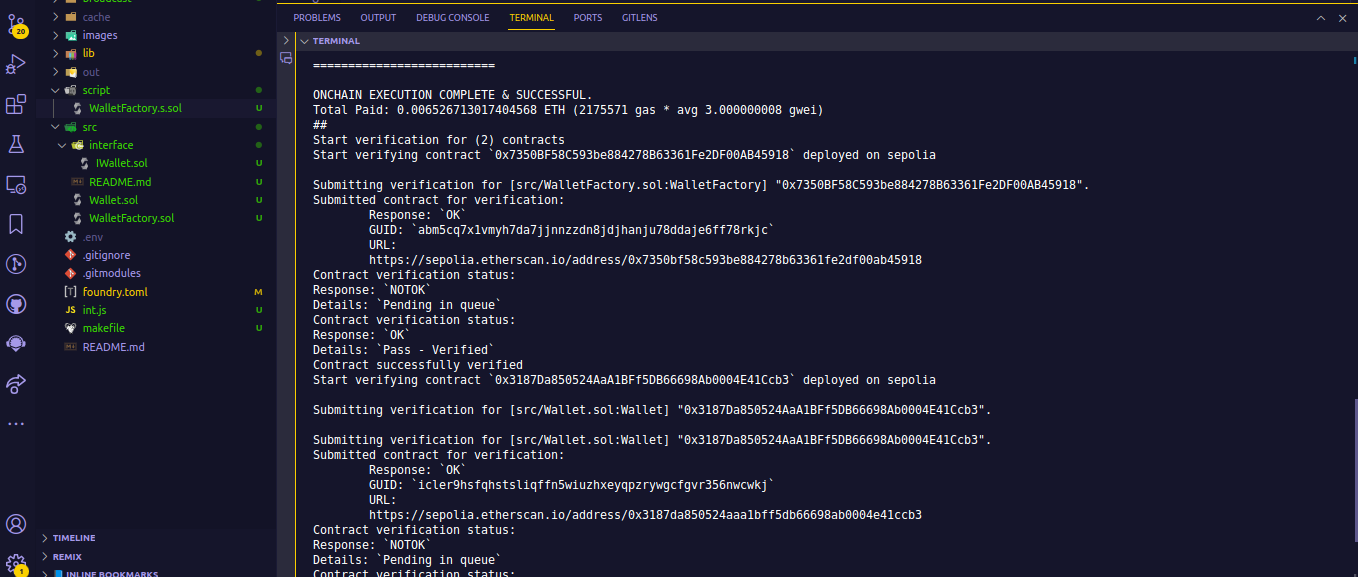 20
broadcast
cache
images
lib
out
script
WalletFactory.s.sol U
src
interface
IWallet.sol U
README.md U
Wallet.sol U
WalletFactory.sol U
.env
.gitignore
.gitmodules
[T] foundry.toml M
JS int.js U
makefile U
README.md
TIMELINE
REMIX
INLINE BOOKMARKS
1
PROBLEMS OUTPUT DEBUG CONSOLE TERMINAL PORTS GITLENS
TERMINAL
==========================
ONCHAIN EXECUTION COMPLETE & SUCCESSFUL.
Total Paid: 0.006526713017404568 ETH (2175571 gas * avg 3.000000008 gwei)
##
Start verification for (2) contracts
Start verifying contract `0x7350BF58C593be884278B63361Fe2DF00AB45918` deployed on sepolia
Submitting verification for [src/WalletFactory.sol:WalletFactory] "0x7350BF58C593be884278B63361Fe2DF00AB45918".
Submitted contract for verification:
Response: `OK`
GUID: `abm5cq7x1vmyh7da7jjnnzzdn8jdjhanju78ddaje6ff78rkjc`
URL:
https://sepolia.etherscan.io/address/0x7350bf58c593be884278b63361fe2df00ab45918
Contract verification status:
Response: `NOTOK`
Details: `Pending in queue`
Contract verification status:
Response: `OK`
Details: `Pass - Verified`
Contract successfully verified
Start verifying contract `0x3187Da850524AaA1BFf5DB66698Ab0004E41Ccb3` deployed on sepolia
Submitting verification for [src/Wallet.sol:Wallet] "0x3187Da850524AaA1BFf5DB66698Ab0004E41Ccb3".
Submitting verification for [src/Wallet.sol:Wallet] "0x3187Da850524AaA1BFf5DB66698Ab0004E41Ccb3".
Submitted contract for verification:
Response: `OK`
GUID: `icler9hsfqhstsliqffn5wiuzhxeyqpzrywgcfgvr356nwcwkj`
URL:
https://sepolia.etherscan.io/address/0x3187da850524aaa1bff5db66698ab0004e41ccb3
Contract verification status:
Response: `NOTOK`
Details: `Pending in queue`
Contract verification status: